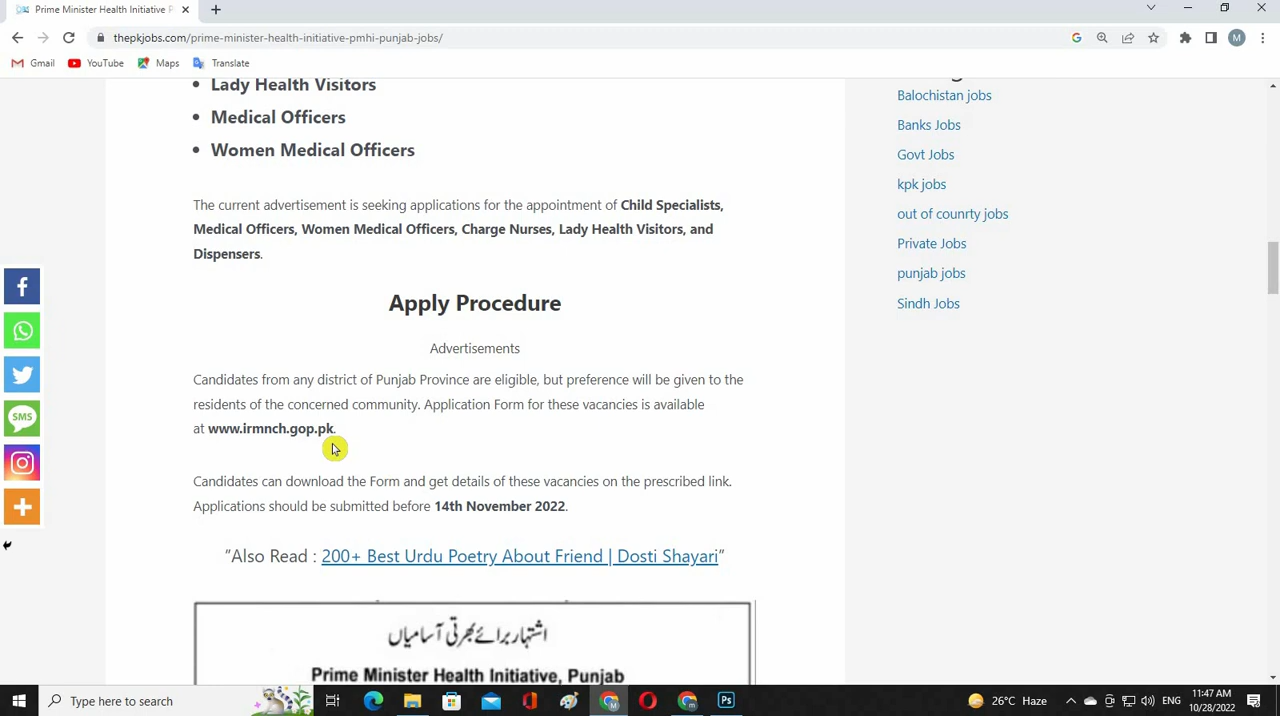 Prime Minister Health Initiative P
thepkjobs.com/prime-minister-health-initiative-pmhi-punjab-jobs/
M
Gmail
YouTube
Maps
Translate
Lady Health Visitors
Medical Officers
Women Medical Officers
The current advertisement is seeking applications for the appointment of Child Specialists,
Medical Officers, Women Medical Officers, Charge Nurses, Lady Health Visitors, and
Dispensers.
Apply Procedure
Advertisements
Candidates from any district of Punjab Province are eligible, but preference will be given to the
residents of the concerned community. Application Form for these vacancies is available
at www.irmnch.gop.pk.
Candidates can download the Form and get details of these vacancies on the prescribed link.
Applications should be submitted before 14th November 2022.
“Also Read : 200+ Best Urdu Poetry About Friend | Dosti Shayari”
اشتہار برائے بھرتی آسامیاں
Prime Minister Health Initiative, Punjab
Balochistan jobs
Banks Jobs
Govt Jobs
kpk jobs
out of counrty jobs
Private Jobs
punjab jobs
Sindh Jobs
SMS
Type here to search
Ps
26°C Haze
ENG
11:47 AM
10/28/2022